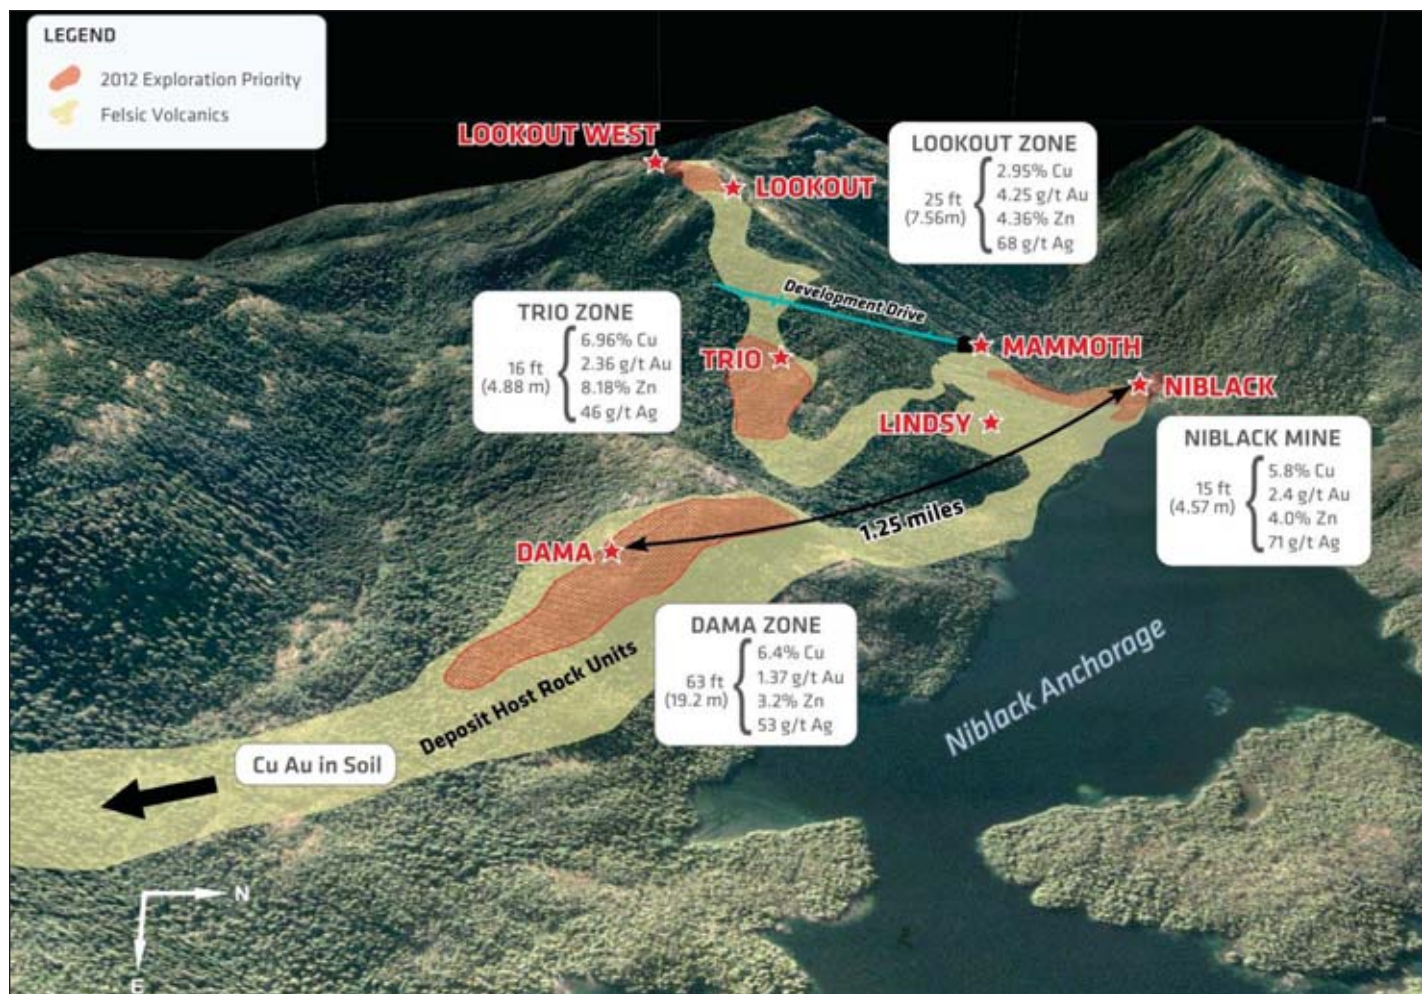 LEGEND
2012 Exploration Priority
Felsic Volcanics
LOOKOUT WEST
LOOKOUT
LOOKOUT ZONE
25 ft
(7.56m)
2.95% Cu
4.25 g/t Au
4.36% Zn
68 g/t Ag
Development Drive
TRIO ZONE
16 ft
(4.88 m)
6.96% Cu
2.36 g/t Au
8.18% Zn
46 g/t Ag
TRIO
MAMMOTH
NIBLACK
LINDSY
NIBLACK MINE
15 ft
(4.57 m)
5.8% Cu
2.4 g/t Au
4.0% Zn
71 g/t Ag
1.25 miles
DAMA
DAMA ZONE
63 ft
(19.2 m)
6.4% Cu
1.37 g/t Au
3.2% Zn
53 g/t Ag
Deposit Host Rock Units
Niblack Anchorage
Cu Au in Soil
N
E